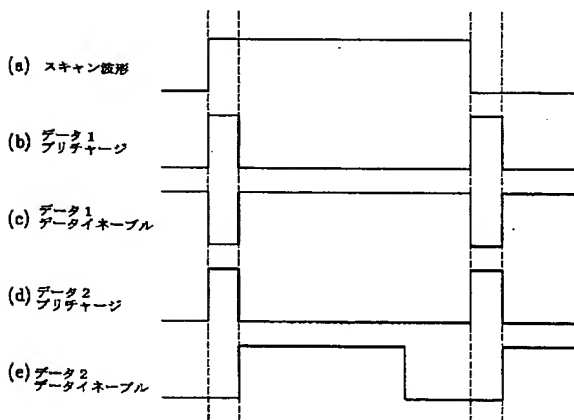 (a) スキャン波形
(b) データ1
プリチャージ
(c) データ1
データイネーブル
(d) データ2
プリチャージ
(e) データ2
データイネーブル